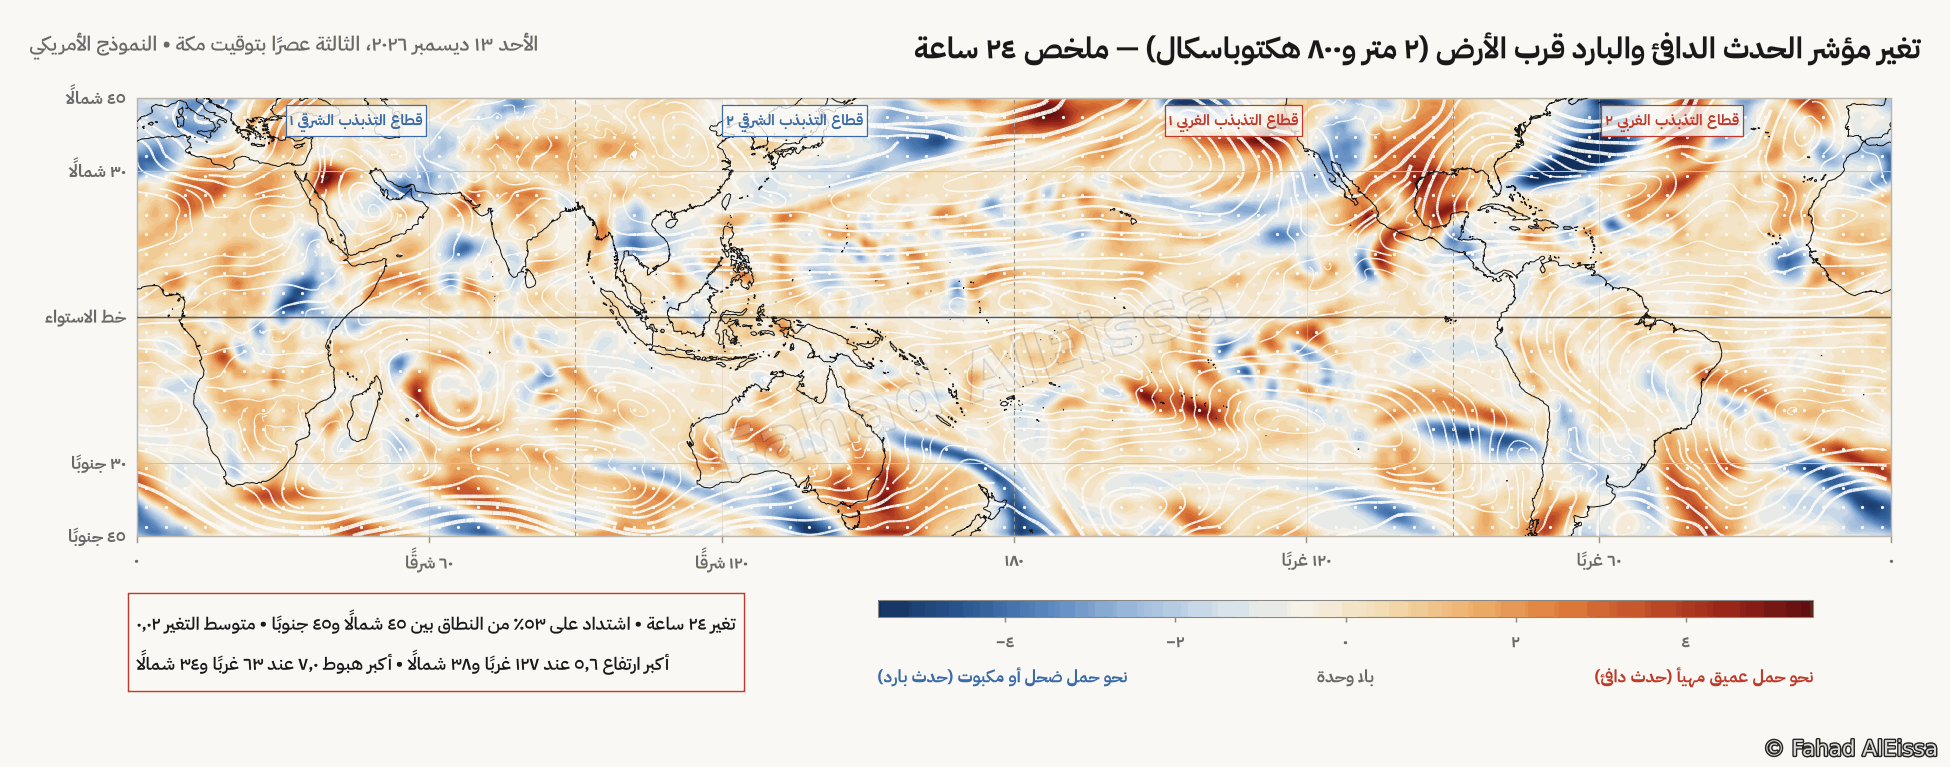 تغير مؤشر الحدث الدافئ والبارد قرب الأرض (٢ متر و٨٠٠ هكتوباسكال) — ملخص ٢٤ ساعة
الأحد ١٣ ديسمبر ٢٠٢٦، الثالثة عصرًا بتوقيت مكة • النموذج الأمريكي
٤٥ شمالًا
٣٠ شمالًا
خط الاستواء
٣٠ جنوبًا
٤٥ جنوبًا
قطاع التذبذب الشرقي ١
قطاع التذبذب الشرقي ٢
قطاع التذبذب الغربي ١
قطاع التذبذب الغربي ٢
Fahad AlEissa
٠
٦٠ شرقًا
١٢٠ شرقًا
١٨٠
١٢٠ غربًا
٦٠ غربًا
٠
تغير ٢٤ ساعة • اشتداد على ٥٣٪ من النطاق بين ٤٥ شمالًا و٤٥ جنوبًا • متوسط التغير ٠,٠٢
أكبر ارتفاع ٥,٦ عند ١٢٧ غربًا و٣٨ شمالًا • أكبر هبوط ٧,٠ عند ٦٣ غربًا و٣٤ شمالًا
−٤
−٢
٠
٢
٤
نحو حمل ضحل أو مكبوت (حدث بارد)
بلا وحدة
نحو حمل عميق مهيأ (حدث دافئ)
© Fahad AlEissa